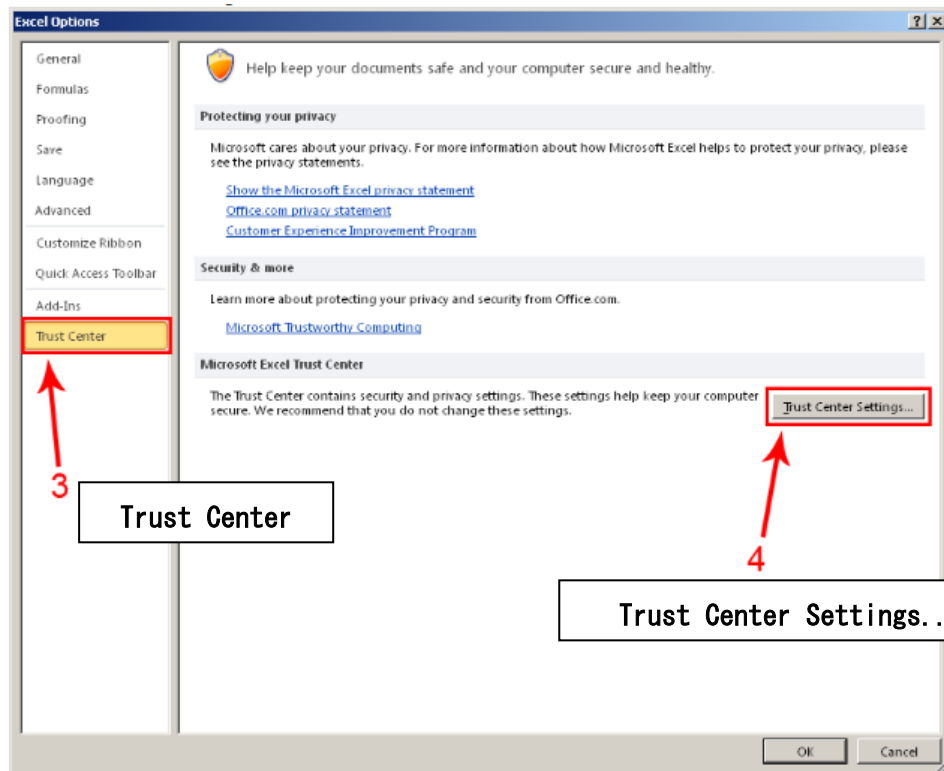 Excel Options
General
Formulas
Proofing
Save
Language
Advanced
Customize Ribbon
Quick Access Toolbar
Add-Ins
Trust Center
Help keep your documents safe and your computer secure and healthy.
Protecting your privacy
Microsoft cares about your privacy. For more information about how Microsoft Excel helps to protect your privacy, please
see the privacy statements.
Show the Microsoft Excel privacy statement
Office.com privacy statement
Customer Experience Improvement Program
Security & more
Learn more about protecting your privacy and security from Office.com.
Microsoft Trustworthy Computing
Microsoft Excel Trust Center
The Trust Center contains security and privacy settings. These settings help keep your computer
secure. We recommend that you do not change these settings.
Trust Center Settings...
3
Trust Center
4
Trust Center Settings..
OK
Cancel